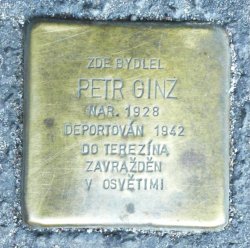 ZDE BYDLEL
PETR GINZ
NAR. 1928
DEPORTOVÁN 1942
DO TEREZÍNA
ZAVRAŽDĚN
V OSVĚTIMI